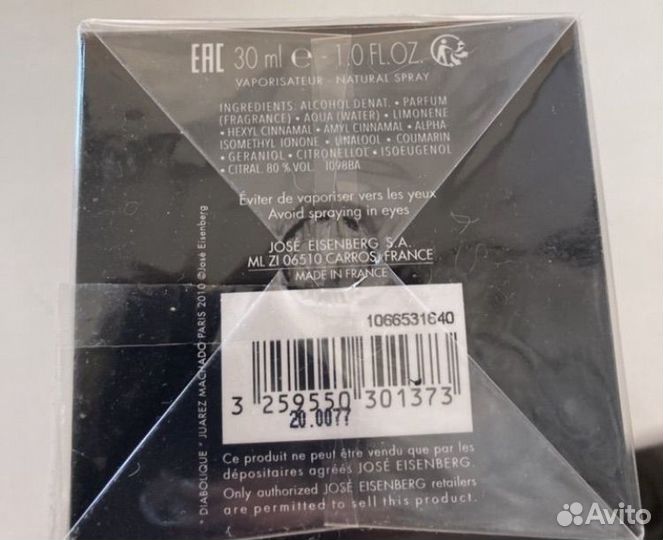 EAC 30 ml e - 1.0 FL.OZ.
VAPORISATEUR - NATURAL SPRAY
INGREDIENTS: ALCOHOL DENAT. • PARFUM
(FRAGRANCE) • AQUA (WATER) • LIMONENE
• HEXYL CINNAMAL • AMYL CINNAMAL • ALPHA-
ISOMETHYL IONONE • LINALOOL • COUMARIN
• GERANIOL • CITRONELLOL • ISOEUGENOL
• CITRAL. 80 % VOL. 1098BA
Éviter de vaporiser vers les yeux
Avoid spraying in eyes
JOSÉ EISENBERG S.A.
ML ZI 06510 CARROS, FRANCE
MADE IN FRANCE
1066531640
3 259550 301373
20.0077
Ce produit ne peut être vendu que par les
dépositaires agréés JOSÉ EISENBERG.
Only authorized JOSÉ EISENBERG retailers
are permitted to sell this product.
* DIABOLIQUE * JUAREZ MACHADO PARIS 2010 ©José Eisenberg
Avito